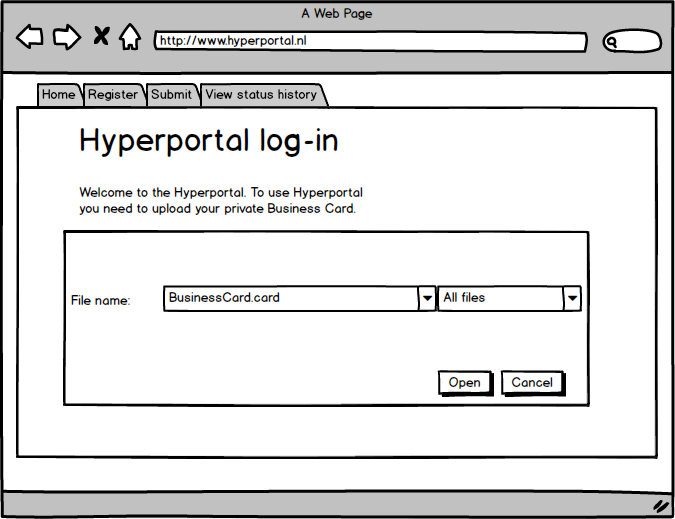 A Web Page
http://www.hyperportal.nl
Home Register Submit View status history
Hyperportal log-in
Welcome to the Hyperportal. To use Hyperportal
you need to upload your private Business Card.
File name: BusinessCard.card All files
Open Cancel